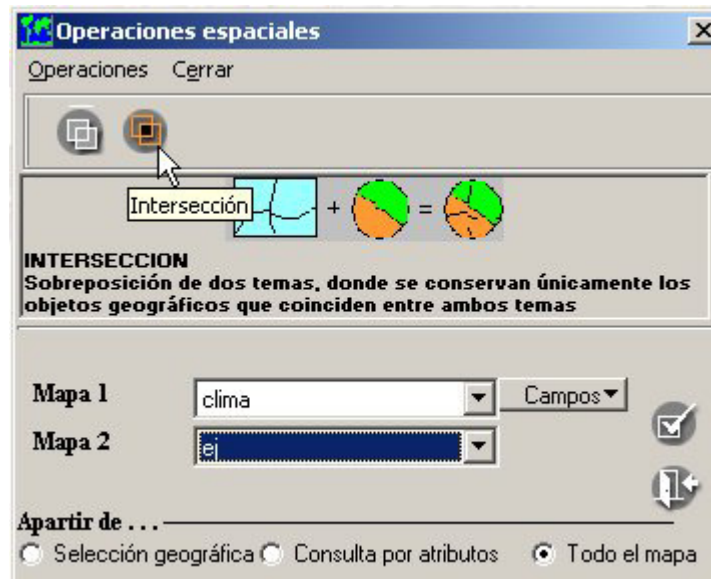 Operaciones espaciales
Operaciones Cerrar
Intersección
+ =
INTERSECCION
Sobreposición de dos temas, donde se conservan únicamente los
objetos geográficos que coinciden entre ambos temas
Mapa 1 clima Campos
Mapa 2 ej
Apartir de . . .
Selección geográfica Consulta por atributos Todo el mapa